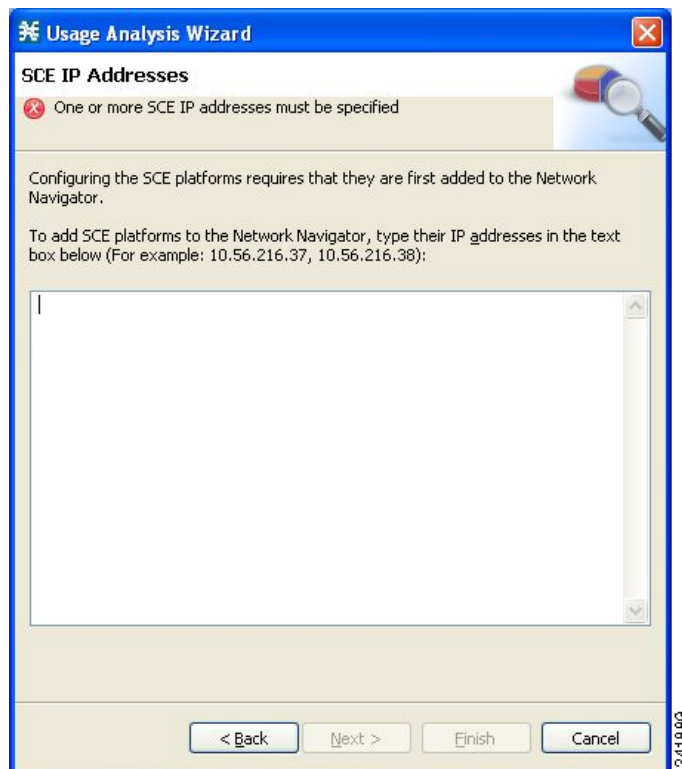 Usage Analysis Wizard
SCE IP Addresses
One or more SCE IP addresses must be specified
Configuring the SCE platforms requires that they are first added to the Network
Navigator.
To add SCE platforms to the Network Navigator, type their IP addresses in the text
box below (For example: 10.56.216.37, 10.56.216.38):
< Back
Next >
Finish
Cancel